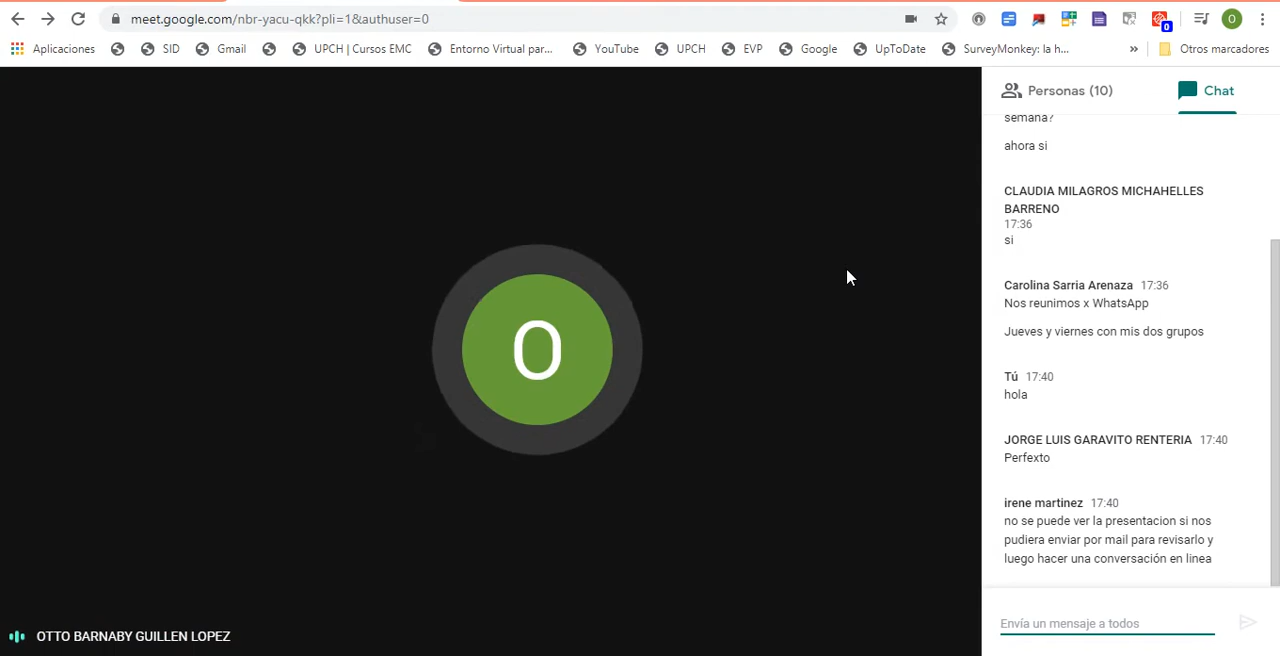 meet.google.com/nbr-yacu-qkk?pli=1&authuser=0
0
O
Aplicaciones
SID
Gmail
UPCH | Cursos EMC
Entorno Virtual par...
YouTube
UPCH
EVP
Google
UpToDate
SurveyMonkey: la h...
»
Otros marcadores
Personas (10)
Chat
semana?
ahora si
CLAUDIA MILAGROS MICHAHELLES
BARRENO
17:36
si
Carolina Sarria Arenaza 17:36
Nos reunimos x WhatsApp
Jueves y viernes con mis dos grupos
Tú 17:40
hola
JORGE LUIS GARAVITO RENTERIA 17:40
Perfexto
irene martinez 17:40
no se puede ver la presentacion si nos
pudiera enviar por mail para revisarlo y
luego hacer una conversación en linea
Envía un mensaje a todos
O
OTTO BARNABY GUILLEN LOPEZ